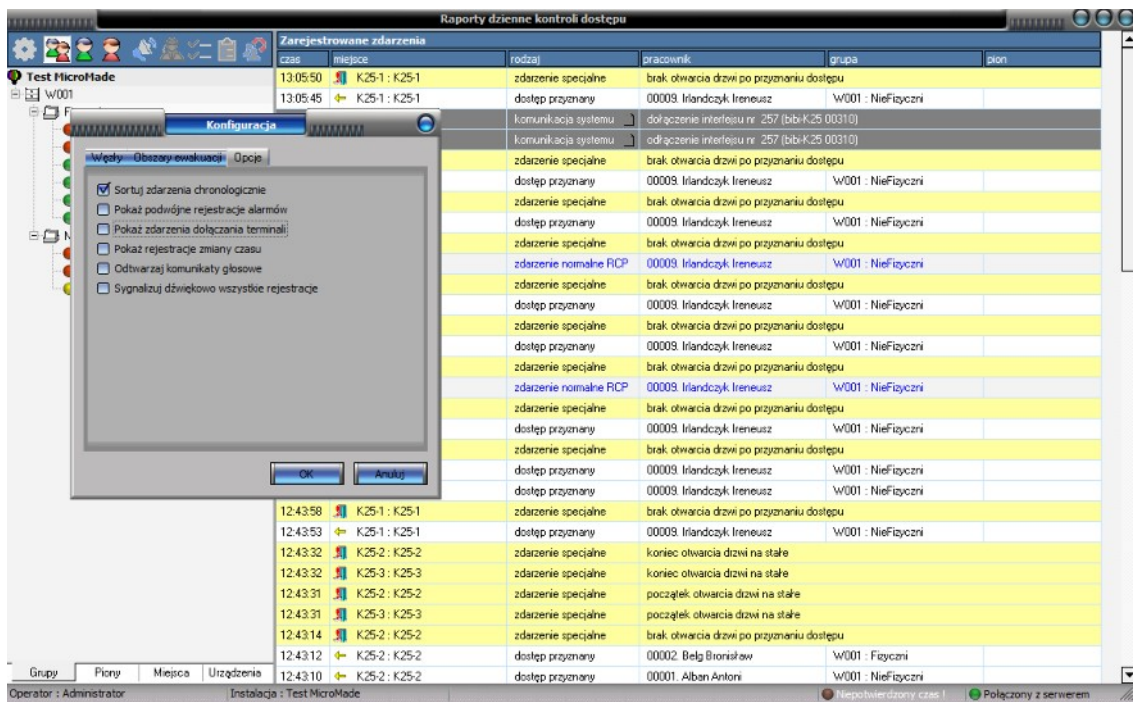 Raporty dzienne kontroli dostępu
Zarejestrowane zdarzenia
czas miejsce rodzaj pracownik grupa pion
Test MicroMade
W001
13:05:50 K25-1 : K25-1 zdarzenie specjalne brak otwarcia drzwi po przyznaniu dostępu
13:05:45 K25-1 : K25-1 dostęp przyznany 00009. Irlandczyk Ireneusz W001 : NieFizyczni
komunikacja systemu dołączenie interfejsu nr 257 (bibi-K25 00310)
komunikacja systemu odłączenie interfejsu nr 257 (bibi-K25 00310)
zdarzenie specjalne brak otwarcia drzwi po przyznaniu dostępu
dostęp przyznany 00009. Irlandczyk Ireneusz W001 : NieFizyczni
zdarzenie specjalne brak otwarcia drzwi po przyznaniu dostępu
dostęp przyznany 00009. Irlandczyk Ireneusz W001 : NieFizyczni
zdarzenie specjalne brak otwarcia drzwi po przyznaniu dostępu
zdarzenie normalne RCP 00009. Irlandczyk Ireneusz W001 : NieFizyczni
zdarzenie specjalne brak otwarcia drzwi po przyznaniu dostępu
dostęp przyznany 00009. Irlandczyk Ireneusz W001 : NieFizyczni
zdarzenie specjalne brak otwarcia drzwi po przyznaniu dostępu
dostęp przyznany 00009. Irlandczyk Ireneusz W001 : NieFizyczni
zdarzenie specjalne brak otwarcia drzwi po przyznaniu dostępu
zdarzenie normalne RCP 00009. Irlandczyk Ireneusz W001 : NieFizyczni
zdarzenie specjalne brak otwarcia drzwi po przyznaniu dostępu
dostęp przyznany 00009. Irlandczyk Ireneusz W001 : NieFizyczni
zdarzenie specjalne brak otwarcia drzwi po przyznaniu dostępu
dostęp przyznany 00009. Irlandczyk Ireneusz W001 : NieFizyczni
dostęp przyznany 00009. Irlandczyk Ireneusz W001 : NieFizyczni
12:43:58 K25-1 : K25-1 zdarzenie specjalne brak otwarcia drzwi po przyznaniu dostępu
12:43:53 K25-1 : K25-1 dostęp przyznany 00009. Irlandczyk Ireneusz W001 : NieFizyczni
12:43:32 K25-2 : K25-2 zdarzenie specjalne koniec otwarcia drzwi na stałe
12:43:32 K25-3 : K25-3 zdarzenie specjalne koniec otwarcia drzwi na stałe
12:43:31 K25-2 : K25-2 zdarzenie specjalne początek otwarcia drzwi na stałe
12:43:31 K25-3 : K25-3 zdarzenie specjalne początek otwarcia drzwi na stałe
12:43:14 K25-2 : K25-2 zdarzenie specjalne brak otwarcia drzwi po przyznaniu dostępu
12:43:12 K25-2 : K25-2 dostęp przyznany 00002. Belg Bronisław W001 : Fizyczni
12:43:10 K25-2 : K25-2 dostęp przyznany 00001. Alban Antoni W001 : NieFizyczni
Konfiguracja
Węzły Obszary ewakuacji Opcje
Sortuj zdarzenia chronologicznie
Pokaż podwójne rejestracje alarmów
Pokaż zdarzenia dołączania terminali
Pokaż rejestracje zmiany czasu
Odtwarzaj komunikaty głosowe
Sygnalizuj dźwiękowo wszystkie rejestracje
OK Anuluj
Grupy Piony Miejsca Urządzenia
Operator : Administrator Instalacja : Test MicroMade Niepotwierdzony czas ! Połączony z serwerem